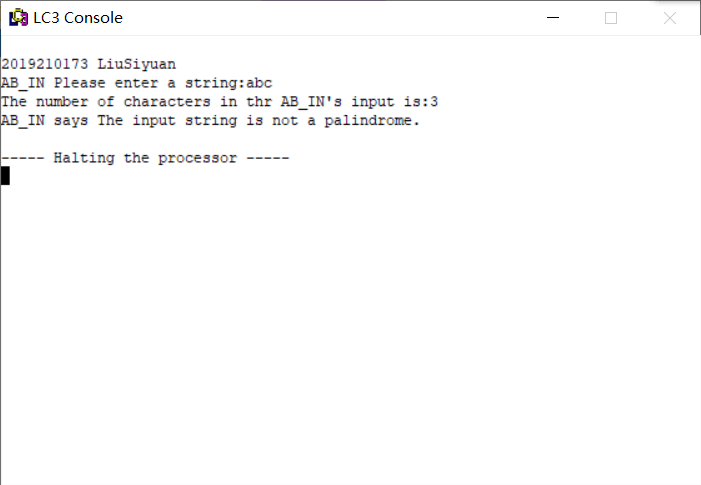 LC3 Console
2019210173 LiuSiyuan
AB_IN Please enter a string:abc
The number of characters in thr AB_IN's input is:3
AB_IN says The input string is not a palindrome.
----- Halting the processor -----